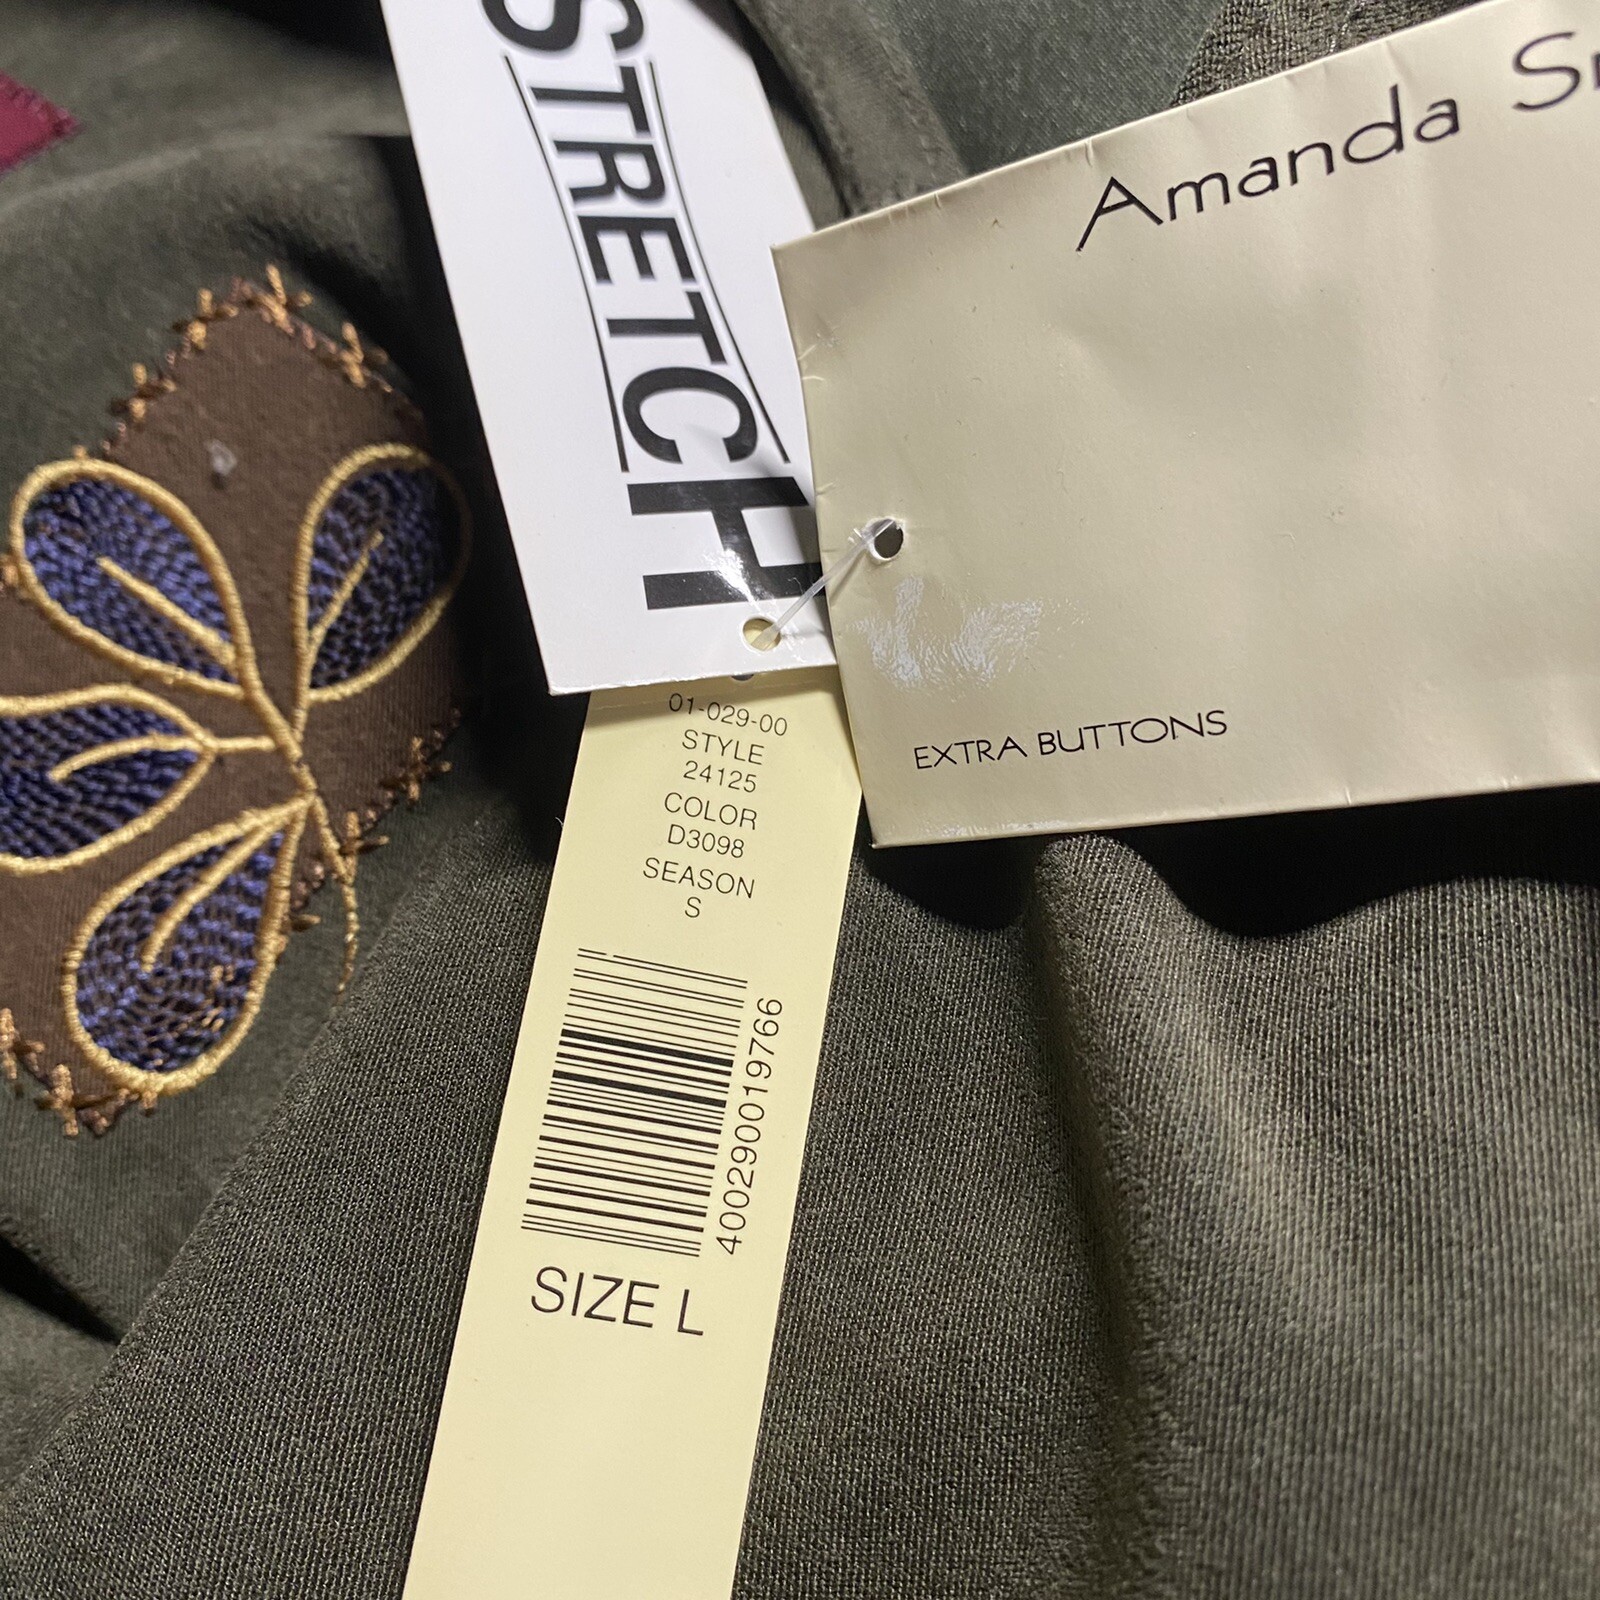 STRETCH
Amanda
EXTRA BUTTONS
01-029-00
STYLE
24125
COLOR
D3098
SEASON
S
400290019766
SIZE L